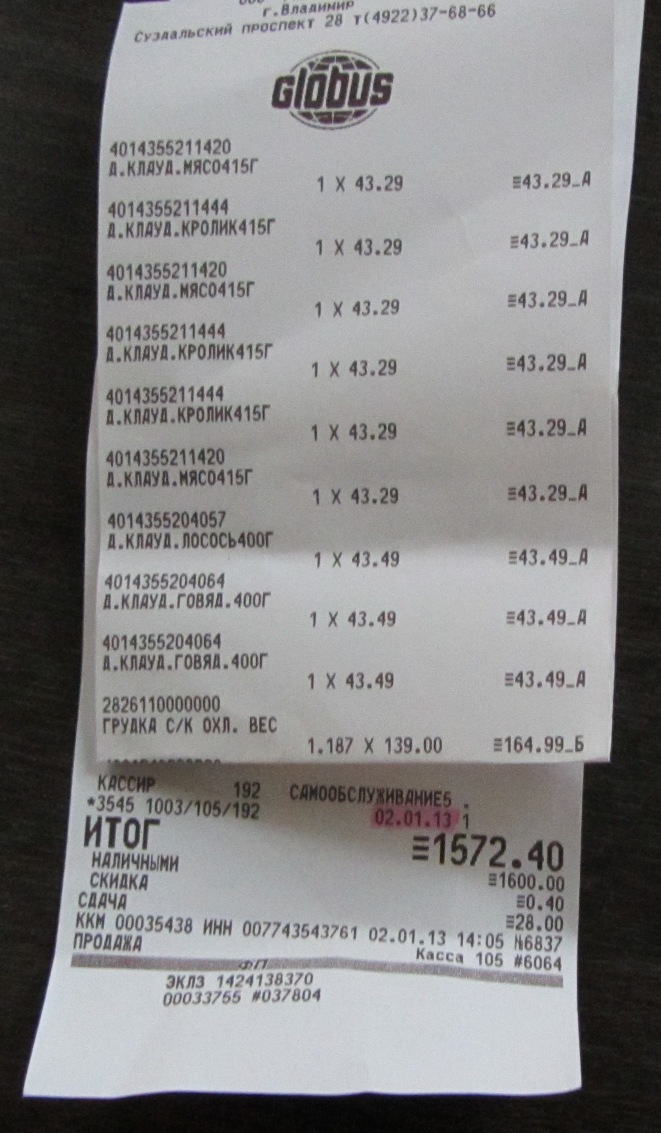 г.Владимир
Суздальский проспект 28 т(4922)37-68-66
GLOBUS
4014355211420
Д.КЛАУД.МЯСО415Г
1 X 43.29 ≡43.29_А
4014355211444
Д.КЛАУД.КРОЛИК415Г
1 X 43.29 ≡43.29_А
4014355211420
Д.КЛАУД.МЯСО415Г
1 X 43.29 ≡43.29_А
4014355211444
Д.КЛАУД.КРОЛИК415Г
1 X 43.29 ≡43.29_А
4014355211444
Д.КЛАУД.КРОЛИК415Г
1 X 43.29 ≡43.29_А
4014355211420
Д.КЛАУД.МЯСО415Г
1 X 43.29 ≡43.29_А
4014355204057
Д.КЛАУД.ЛОСОСЬ400Г
1 X 43.49 ≡43.49_А
4014355204064
Д.КЛАУД.ГОВЯД.400Г
1 X 43.49 ≡43.49_А
4014355204064
Д.КЛАУД.ГОВЯД.400Г
1 X 43.49 ≡43.49_А
2826110000000
ГРУДКА С/К ОХЛ. ВЕС
1.187 X 139.00 ≡164.99_Б
КАССИР 192 САМООБСЛУЖИВАНИЕ5 .
*3545 1003/105/192 02.01.13 1
ИТОГ ≡1572.40
НАЛИЧНЫМИ ≡1600.00
СКИДКА ≡0.40
СДАЧА ≡28.00
ККМ 00035438 ИНН 007743543761 02.01.13 14:05 №6837
ПРОДАЖА Касса 105 #6064
ФП
ЭКЛЗ 1424138370
00033755 #037804